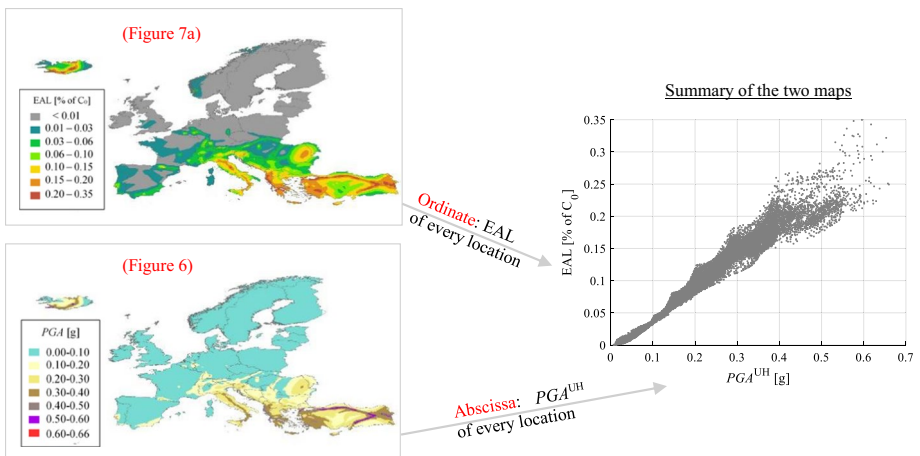 (Figure 7a)
EAL [% of C₀]
< 0.01
0.01 – 0.03
0.03 – 0.06
0.06 – 0.10
0.10 – 0.15
0.15 – 0.20
0.20 – 0.35
(Figure 6)
PGA [g]
0.00-0.10
0.10-0.20
0.20-0.30
0.30-0.40
0.40-0.50
0.50-0.60
0.60-0.66
Ordinate: EAL
of every location
Abscissa: PGA^UH
of every location
Summary of the two maps
EAL [% of C₀]
0.35
0.3
0.25
0.2
0.15
0.1
0.05
0
0 0.1 0.2 0.3 0.4 0.5 0.6 0.7
PGA^UH [g]